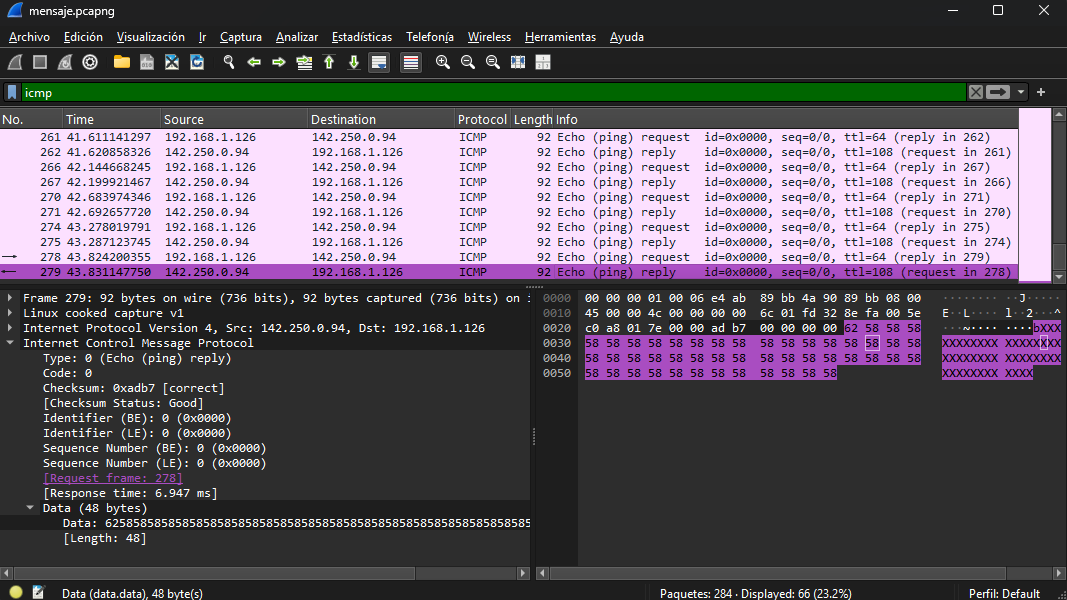 mensaje.pcapng
Archivo Edición Visualización Ir Captura Analizar Estadísticas Telefonía Wireless Herramientas Ayuda
icmp
No. Time Source Destination Protocol Length Info
261 41.611141297 192.168.1.126 142.250.0.94 ICMP 92 Echo (ping) request id=0x0000, seq=0/0, ttl=64 (reply in 262)
262 41.620858326 142.250.0.94 192.168.1.126 ICMP 92 Echo (ping) reply id=0x0000, seq=0/0, ttl=108 (request in 261)
266 42.144668245 192.168.1.126 142.250.0.94 ICMP 92 Echo (ping) request id=0x0000, seq=0/0, ttl=64 (reply in 267)
267 42.199921467 142.250.0.94 192.168.1.126 ICMP 92 Echo (ping) reply id=0x0000, seq=0/0, ttl=108 (request in 266)
270 42.683974346 192.168.1.126 142.250.0.94 ICMP 92 Echo (ping) request id=0x0000, seq=0/0, ttl=64 (reply in 271)
271 42.692657720 142.250.0.94 192.168.1.126 ICMP 92 Echo (ping) reply id=0x0000, seq=0/0, ttl=108 (request in 270)
274 43.278019791 192.168.1.126 142.250.0.94 ICMP 92 Echo (ping) request id=0x0000, seq=0/0, ttl=64 (reply in 275)
275 43.287123745 142.250.0.94 192.168.1.126 ICMP 92 Echo (ping) reply id=0x0000, seq=0/0, ttl=108 (request in 274)
278 43.824200355 192.168.1.126 142.250.0.94 ICMP 92 Echo (ping) request id=0x0000, seq=0/0, ttl=64 (reply in 279)
279 43.831147750 142.250.0.94 192.168.1.126 ICMP 92 Echo (ping) reply id=0x0000, seq=0/0, ttl=108 (request in 278)
Frame 279: 92 bytes on wire (736 bits), 92 bytes captured (736 bits) on i
Linux cooked capture v1
Internet Protocol Version 4, Src: 142.250.0.94, Dst: 192.168.1.126
Internet Control Message Protocol
Type: 0 (Echo (ping) reply)
Code: 0
Checksum: 0xadb7 [correct]
[Checksum Status: Good]
Identifier (BE): 0 (0x0000)
Identifier (LE): 0 (0x0000)
Sequence Number (BE): 0 (0x0000)
Sequence Number (LE): 0 (0x0000)
[Request frame: 278]
[Response time: 6.947 ms]
Data (48 bytes)
Data: 6258585858585858585858585858585858585858585858585858585858585
[Length: 48]
0000 00 00 00 01 00 06 e4 ab 89 bb 4a 90 89 bb 08 00 ········ ··J·····
0010 45 00 00 4c 00 00 00 00 6c 01 fd 32 8e fa 00 5e E··L···· l··2···^
0020 c0 a8 01 7e 00 00 ad b7 00 00 00 00 62 58 58 58 ···~···· ····bXXX
0030 58 58 58 58 58 58 58 58 58 58 58 58 58 58 58 58 XXXXXXXX XXXXXXXX
0040 58 58 58 58 58 58 58 58 58 58 58 58 58 58 58 58 XXXXXXXX XXXXXXXX
0050 58 58 58 58 58 58 58 58 58 58 58 58 XXXXXXXX XXXX
Data (data.data), 48 byte(s) Paquetes: 284 · Displayed: 66 (23.2%) Perfil: Default